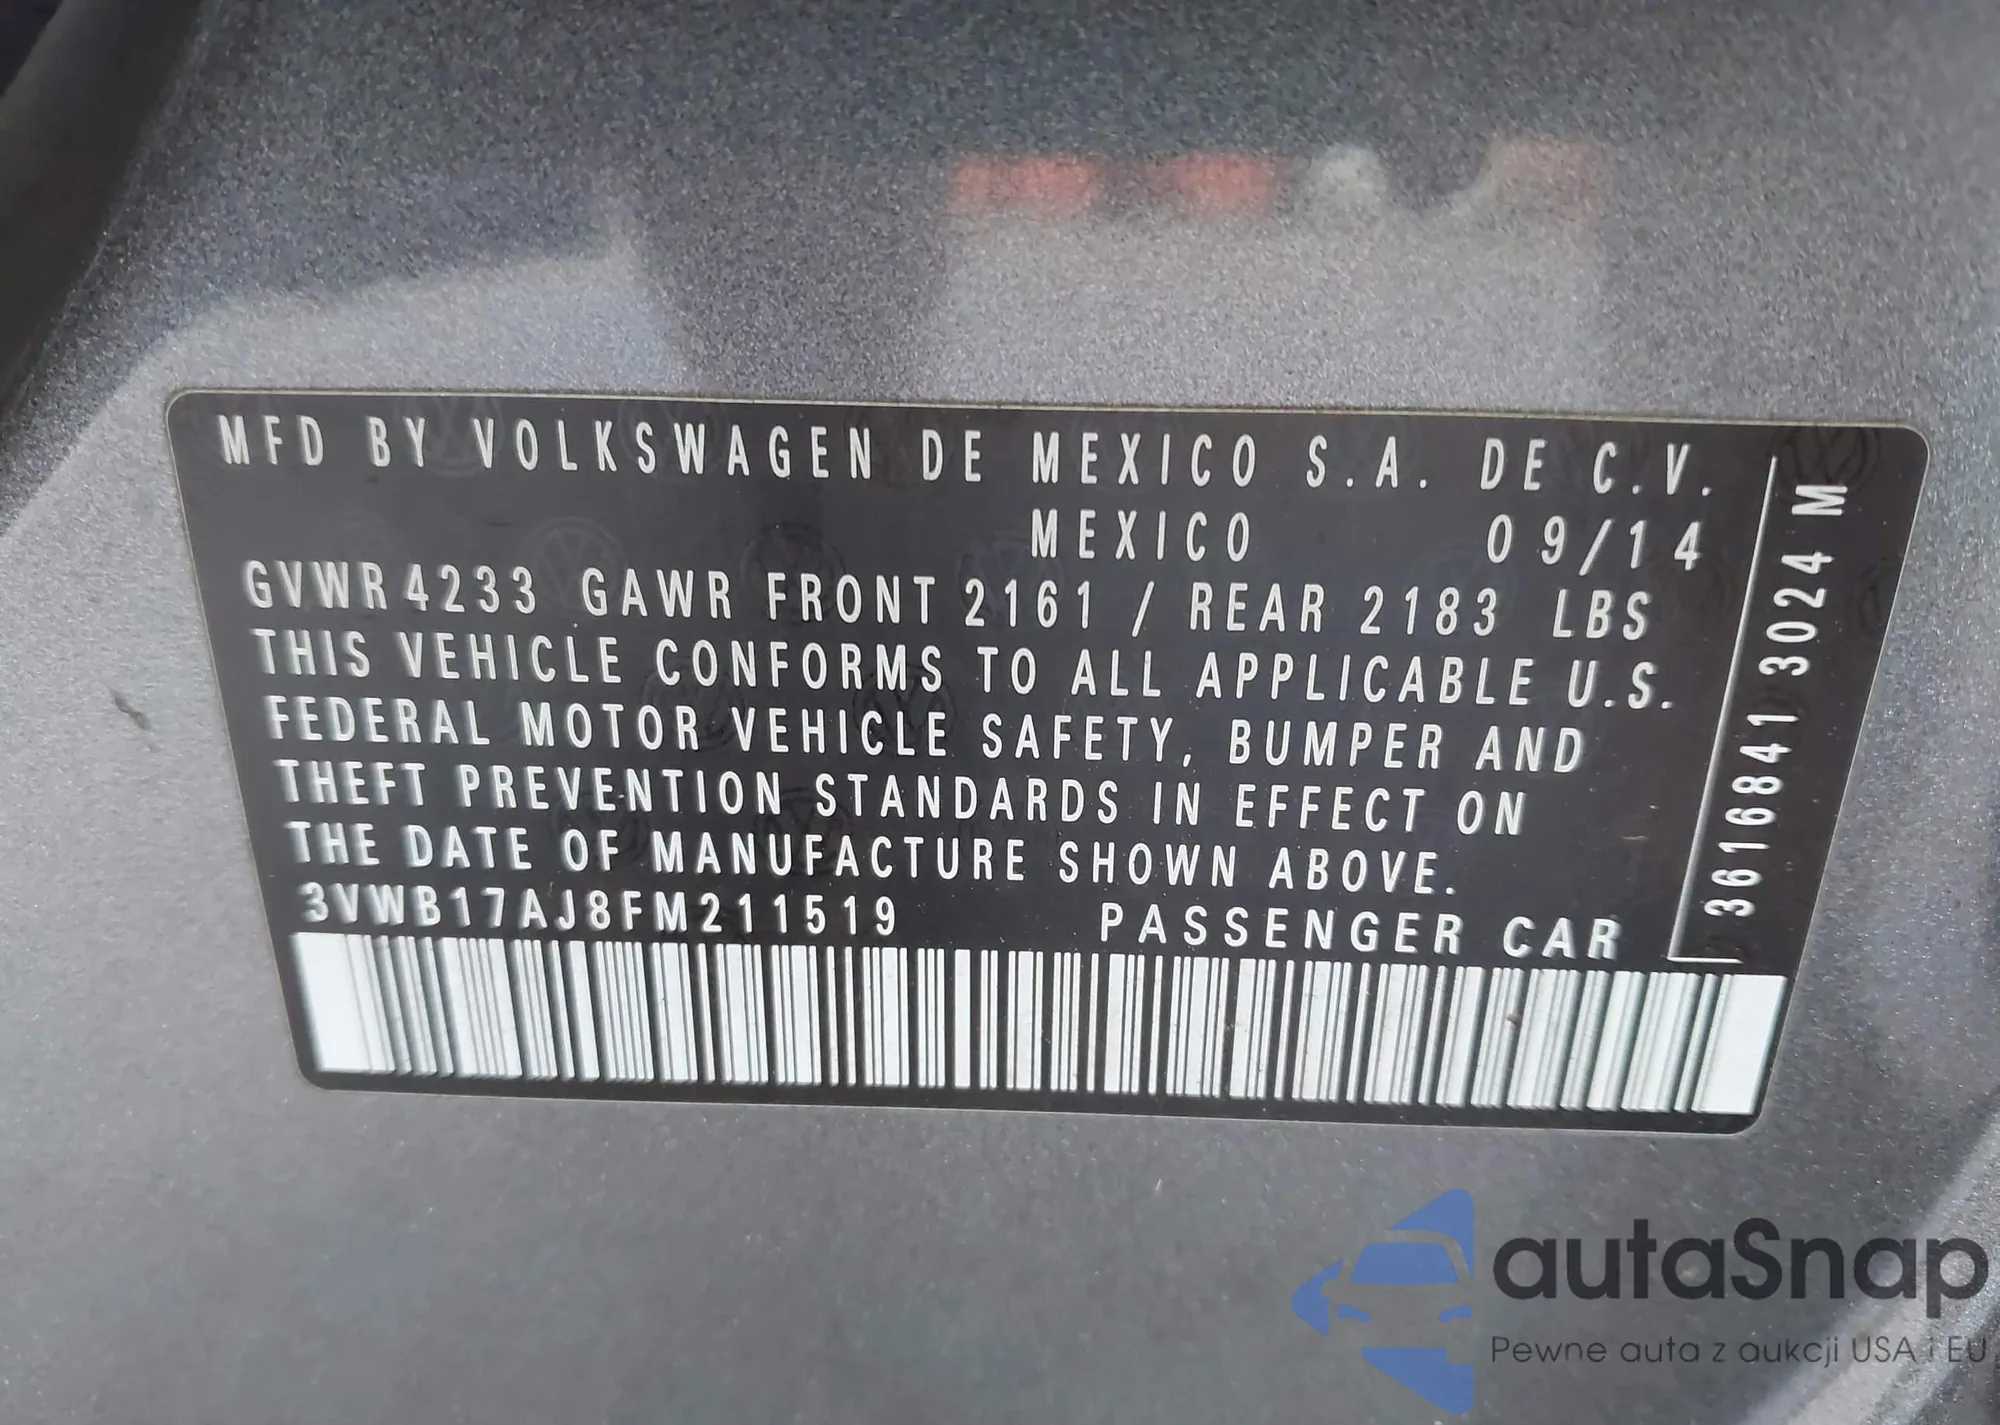 MFD BY VOLKSWAGEN DE MEXICO S.A. DE C.V.
MEXICO 09/14
GVWR 4233 GAWR FRONT 2161 / REAR 2183 LBS
THIS VEHICLE CONFORMS TO ALL APPLICABLE U.S.
FEDERAL MOTOR VEHICLE SAFETY, BUMPER AND
THEFT PREVENTION STANDARDS IN EFFECT ON
THE DATE OF MANUFACTURE SHOWN ABOVE.
3VWB17AJ8FM211519 PASSENGER CAR
3616841 3024 M
autaSnap
Pewne auta z aukcji USA i EU